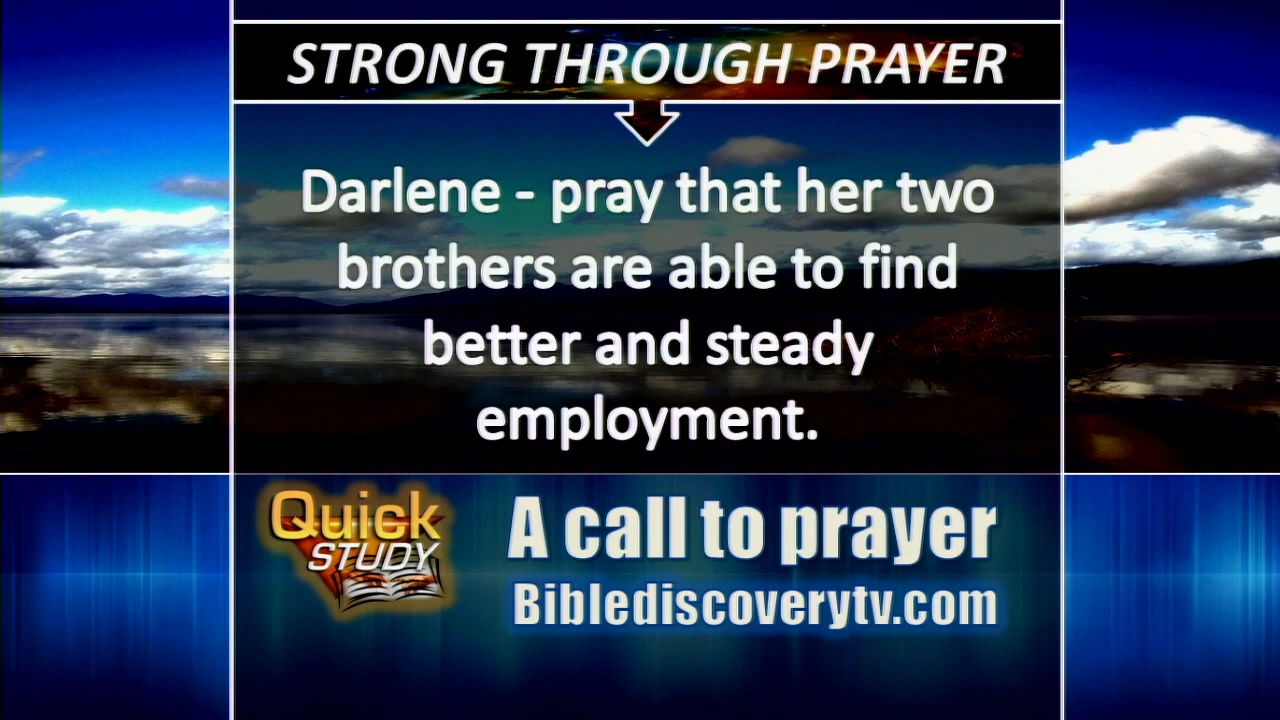 STRONG THROUGH PRAYER
Darlene - pray that her two
brothers are able to find
better and steady
employment.
Quick
STUDY
A call to prayer
Biblediscoverytv.com